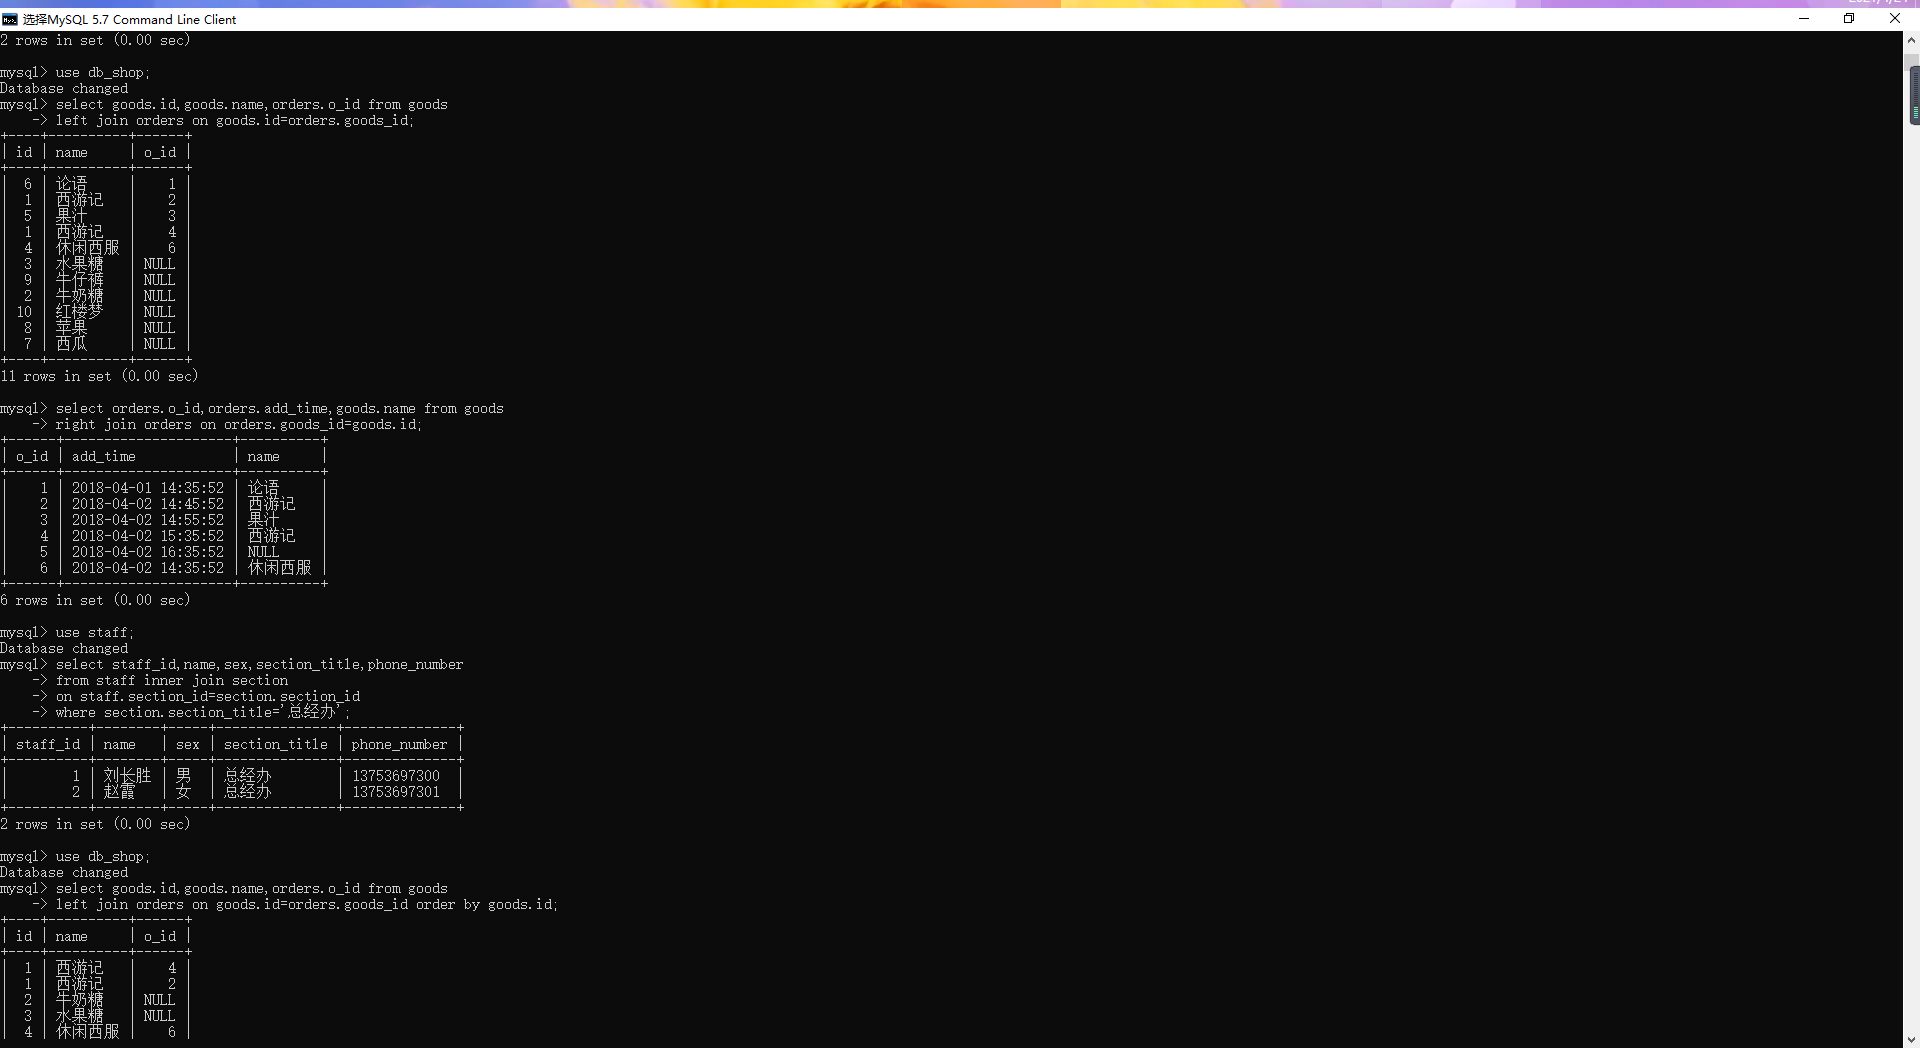 选择MySQL 5.7 Command Line Client
2 rows in set (0.00 sec)
mysql> use db_shop;
Database changed
mysql> select goods.id,goods.name,orders.o_id from goods
    -> left join orders on goods.id=orders.goods_id;
+----+----------+------+
| id | name     | o_id |
+----+----------+------+
|  6 | 论语     |    1 |
|  1 | 西游记   |    2 |
|  5 | 果汁     |    3 |
|  1 | 西游记   |    4 |
|  4 | 休闲西服 |    6 |
|  3 | 水果糖   | NULL |
|  9 | 牛仔裤   | NULL |
|  2 | 牛奶糖   | NULL |
| 10 | 红楼梦   | NULL |
|  8 | 苹果     | NULL |
|  7 | 西瓜     | NULL |
+----+----------+------+
11 rows in set (0.00 sec)
mysql> select orders.o_id,orders.add_time,goods.name from goods
    -> right join orders on orders.goods_id=goods.id;
+------+---------------------+----------+
| o_id | add_time            | name     |
+------+---------------------+----------+
|    1 | 2018-04-01 14:35:52 | 论语     |
|    2 | 2018-04-02 14:45:52 | 西游记   |
|    3 | 2018-04-02 14:55:52 | 果汁     |
|    4 | 2018-04-02 15:35:52 | 西游记   |
|    5 | 2018-04-02 16:35:52 | NULL     |
|    6 | 2018-04-02 14:35:52 | 休闲西服 |
+------+---------------------+----------+
6 rows in set (0.00 sec)
mysql> use staff;
Database changed
mysql> select staff_id,name,sex,section_title,phone_number
    -> from staff inner join section
    -> on staff.section_id=section.section_id
    -> where section.section_title='总经办';
+----------+--------+-----+---------------+--------------+
| staff_id | name   | sex | section_title | phone_number |
+----------+--------+-----+---------------+--------------+
|        1 | 刘长胜 | 男  | 总经办        | 13753697300  |
|        2 | 赵霞   | 女  | 总经办        | 13753697301  |
+----------+--------+-----+---------------+--------------+
2 rows in set (0.00 sec)
mysql> use db_shop;
Database changed
mysql> select goods.id,goods.name,orders.o_id from goods
    -> left join orders on goods.id=orders.goods_id order by goods.id;
+----+----------+------+
| id | name     | o_id |
+----+----------+------+
|  1 | 西游记   |    4 |
|  1 | 西游记   |    2 |
|  2 | 牛奶糖   | NULL |
|  3 | 水果糖   | NULL |
|  4 | 休闲西服 |    6 |